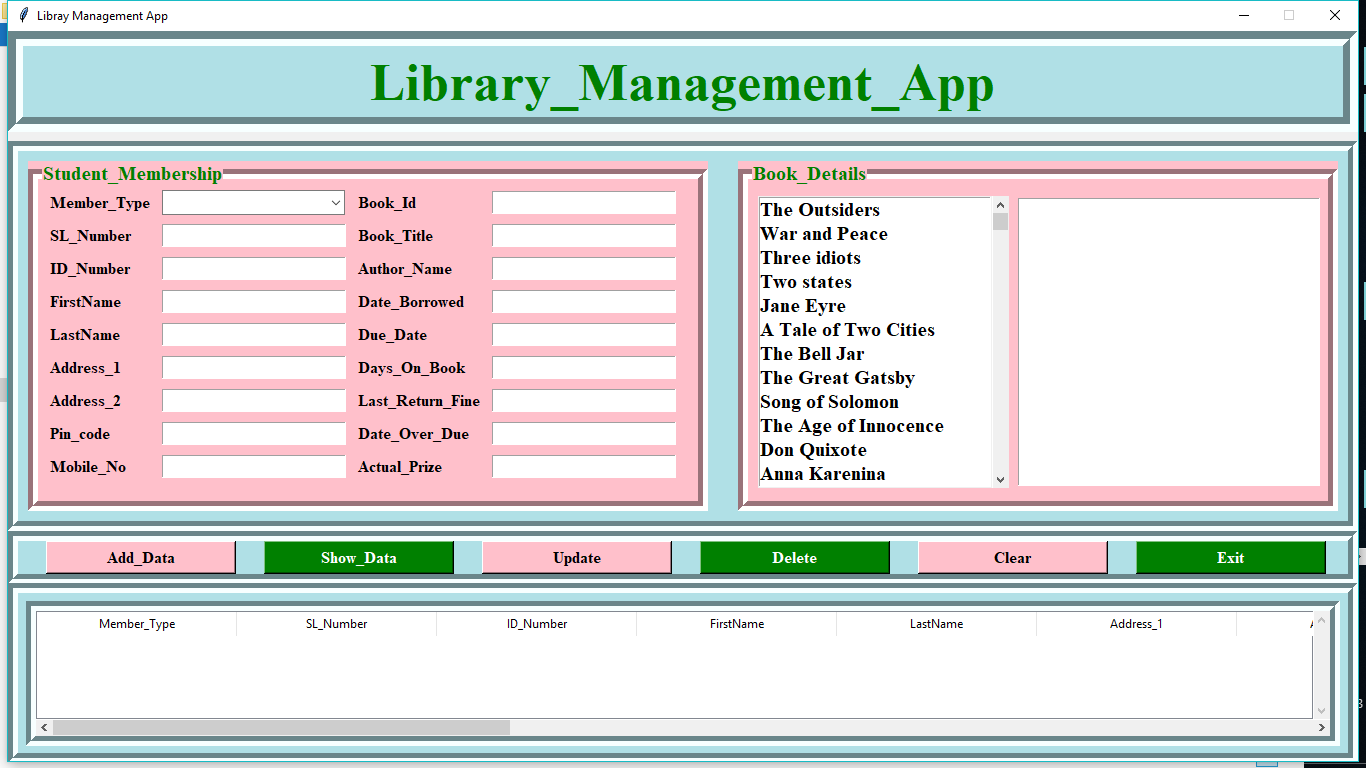 Libray Management App
Library_Management_App
Student_Membership
Member_Type
Book_Id
SL_Number
Book_Title
ID_Number
Author_Name
FirstName
Date_Borrowed
LastName
Due_Date
Address_1
Days_On_Book
Address_2
Last_Return_Fine
Pin_code
Date_Over_Due
Mobile_No
Actual_Prize
Book_Details
The Outsiders
War and Peace
Three idiots
Two states
Jane Eyre
A Tale of Two Cities
The Bell Jar
The Great Gatsby
Song of Solomon
The Age of Innocence
Don Quixote
Anna Karenina
Add_Data Show_Data Update Delete Clear Exit
Member_Type SL_Number ID_Number FirstName LastName Address_1